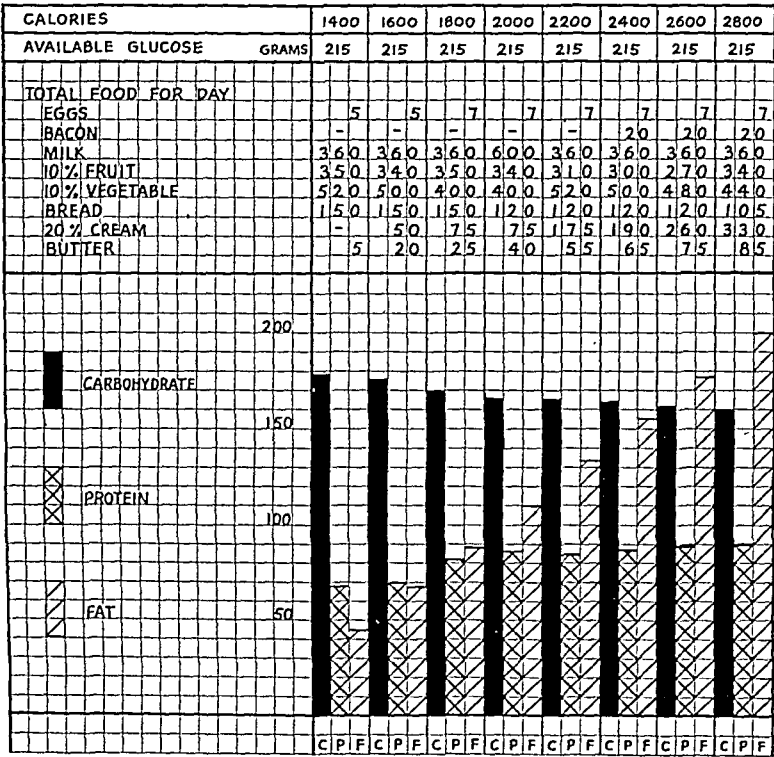 CALORIES 1400 1600 1800 2000 2200 2400 2600 2800
AVAILABLE GLUCOSE GRAMS 215 215 215 215 215 215 215 215
TOTAL FOOD FOR DAY
EGGS 5 5 7 7 7 7 7 7
BACON - - - - - 20 20 20
MILK 360 360 360 600 360 360 360 360
10% FRUIT 350 340 350 340 310 300 270 340
10% VEGETABLE 520 500 400 400 520 500 480 440
BREAD 150 150 150 120 120 120 120 105
20% CREAM - 50 75 75 175 190 260 330
BUTTER 5 20 25 40 55 65 75 85
200
CARBOHYDRATE
150
PROTEIN
100
FAT
50
C P F C P F C P F C P F C P F C P F C P F C P F